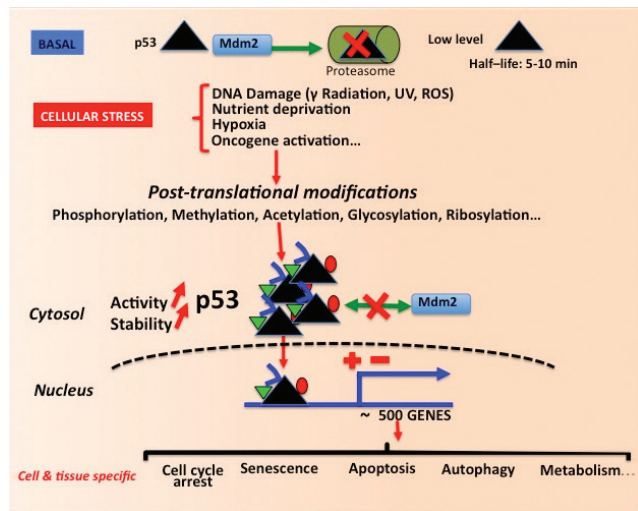 BASAL
p53
Mdm2
Proteasome
Low level
Half–life: 5-10 min
CELLULAR STRESS
DNA Damage (γ Radiation, UV, ROS)
Nutrient deprivation
Hypoxia
Oncogene activation...
Post-translational modifications
Phosphorylation, Methylation, Acetylation, Glycosylation, Ribosylation...
Cytosol
Activity
Stability
p53
Mdm2
Nucleus
~ 500 GENES
Cell & tissue specific
Cell cycle
arrest
Senescence
Apoptosis
Autophagy
Metabolism...